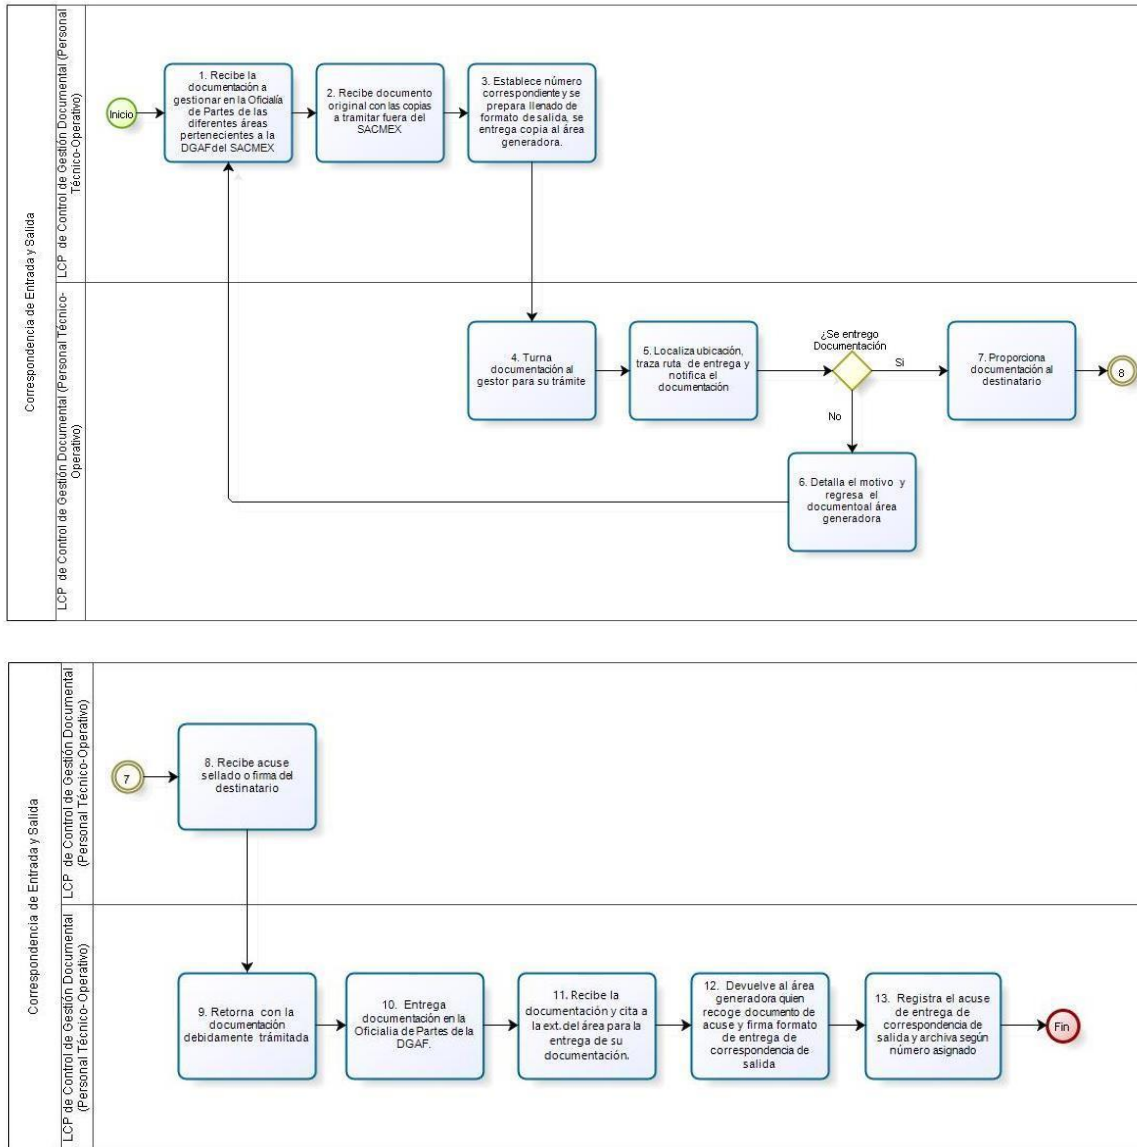 Correspondencia de Entrada y Salida
LCP de Control de Gestión Documental (Personal
Técnico-Operativo)
Inicio
1. Recibe la
documentación a
gestionar en la Oficialía
de Partes de las
diferentes áreas
pertenecientes a la
DGAF del SACMEX
2. Recibe documento
original con las copias
a tramitar fuera del
SACMEX
3. Establece número
correspondiente y se
prepara llenado de
formato de salida, se
entrega copia al área
generadora.
LCP de Control de Gestión Documental (Personal Técnico-
Operativo)
4. Turna
documentación al
gestor para su trámite
5. Localiza ubicación,
traza ruta de entrega y
notifica el
documentación
¿Se entrego
Documentación
Si
No
7. Proporciona
documentación al
destinatario
8
6. Detalla el motivo y
regresa el
documentoal área
generadora
Correspondencia de Entrada y Salida
LCP de Control de Gestión Documental
(Personal Técnico-Operativo)
7
8. Recibe acuse
sellado o firma del
destinatario
LCP de Control de Gestión Documental
(Personal Técnico-Operativo)
9. Retorna con la
documentación
debidamente trámitada
10. Entrega
documentación en la
Oficialia de Partes de la
DGAF.
11. Recibe la
documentación y cita a
la ext. del área para la
entrega de su
documentación.
12. Devuelve al área
generadora quien
recoge documento de
acuse y firma formato
de entrega de
correspondencia de
salida
13. Registra el acuse
de entrega de
correspondencia de
salida y archiva según
número asignado
Fin